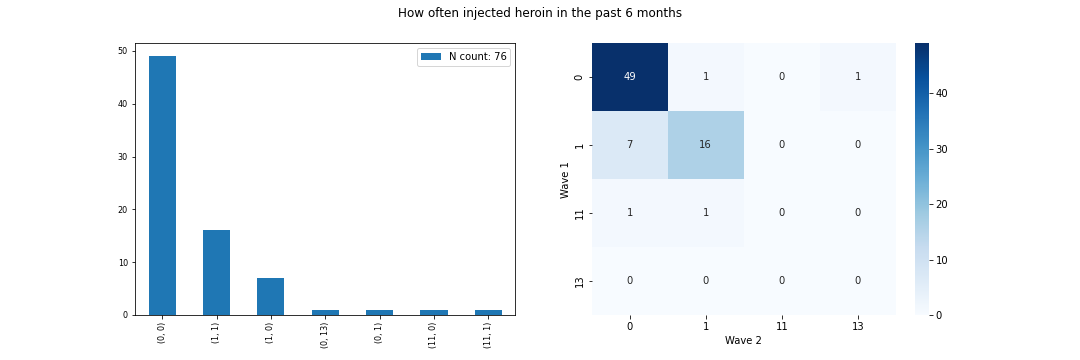 How often injected heroin in the past 6 months
N count: 76
50
40
30
20
10
0
(0, 0)
(1, 1)
(1, 0)
(0, 13)
(0, 1)
(11, 0)
(11, 1)
Wave 1
0
49 1 0 1
1
7 16 0 0
11
1 1 0 0
13
0 0 0 0
0 1 11 13
Wave 2
40
30
20
10
0